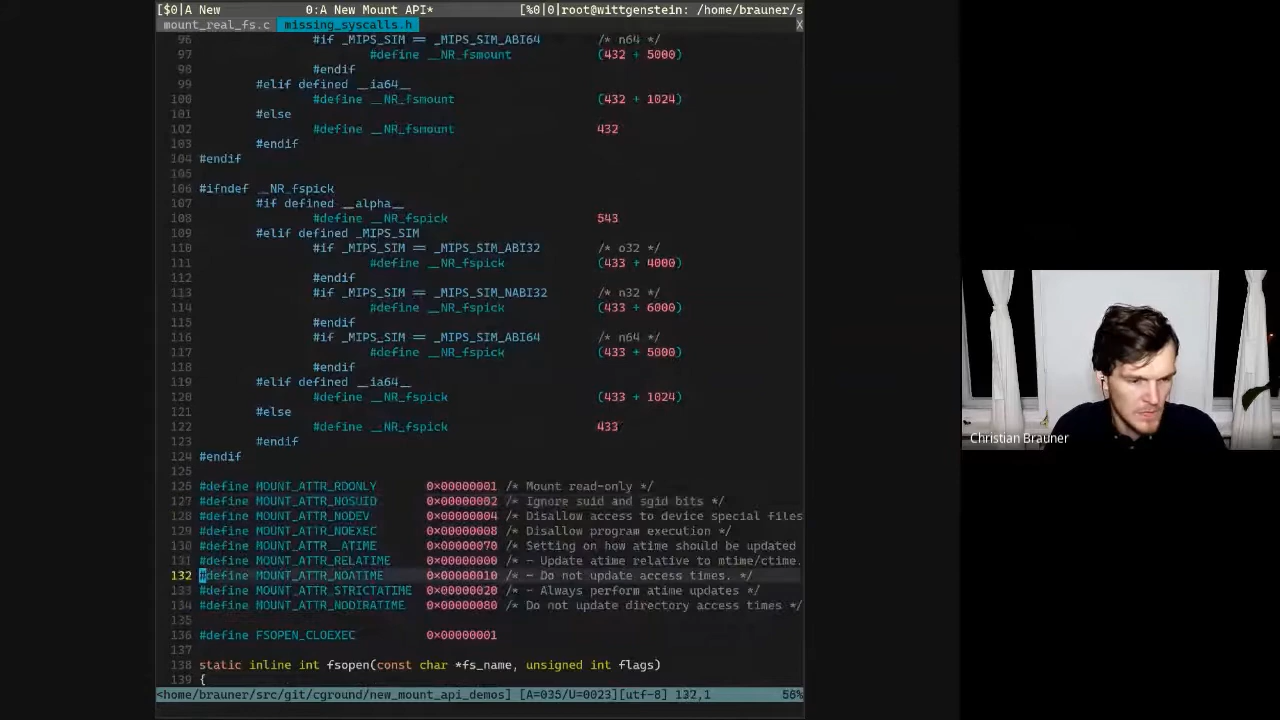 [$0|A New 0:A New Mount API* [%0|0|root@wittgenstein: /home/brauner/s
mount_real_fs.c missing_syscalls.h X
96 #if _MIPS_SIM == _MIPS_SIM_ABI64 /* n64 */
97 #define __NR_fsmount (432 + 5000)
98 #endif
99 #elif defined __ia64__
100 #define __NR_fsmount (432 + 1024)
101 #else
102 #define __NR_fsmount 432
103 #endif
104 #endif
105
106 #ifndef __NR_fspick
107 #if defined __alpha__
108 #define __NR_fspick 543
109 #elif defined _MIPS_SIM
110 #if _MIPS_SIM == _MIPS_SIM_ABI32 /* o32 */
111 #define __NR_fspick (433 + 4000)
112 #endif
113 #if _MIPS_SIM == _MIPS_SIM_NABI32 /* n32 */
114 #define __NR_fspick (433 + 6000)
115 #endif
116 #if _MIPS_SIM == _MIPS_SIM_ABI64 /* n64 */
117 #define __NR_fspick (433 + 5000)
118 #endif
119 #elif defined __ia64__
120 #define __NR_fspick (433 + 1024)
121 #else
122 #define __NR_fspick 433
123 #endif
124 #endif
125
126 #define MOUNT_ATTR_RDONLY 0x00000001 /* Mount read-only */
127 #define MOUNT_ATTR_NOSUID 0x00000002 /* Ignore suid and sgid bits */
128 #define MOUNT_ATTR_NODEV 0x00000004 /* Disallow access to device special files
129 #define MOUNT_ATTR_NOEXEC 0x00000008 /* Disallow program execution */
130 #define MOUNT_ATTR__ATIME 0x00000070 /* Setting on how atime should be updated
131 #define MOUNT_ATTR_RELATIME 0x00000000 /* - Update atime relative to mtime/ctime.
132 #define MOUNT_ATTR_NOATIME 0x00000010 /* - Do not update access times. */
133 #define MOUNT_ATTR_STRICTATIME 0x00000020 /* - Always perform atime updates */
134 #define MOUNT_ATTR_NODIRATIME 0x00000080 /* Do not update directory access times */
135
136 #define FSOPEN_CLOEXEC 0x00000001
137
138 static inline int fsopen(const char *fs_name, unsigned int flags)
139 {
<home/brauner/src/git/cground/new_mount_api_demos] [A=035/U=0023][utf-8] 132,1 56%
Christian Brauner